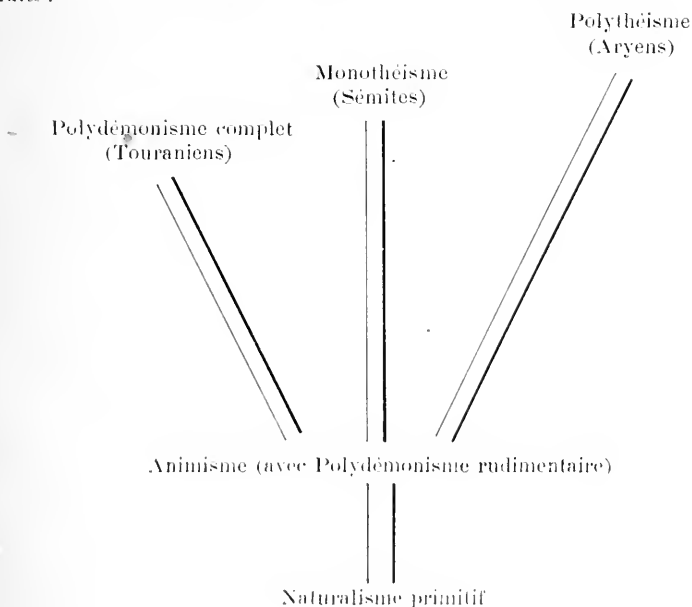 Polythéisme
(Aryens)
Monothéisme
(Sémites)
Polydémonisme complet
(Touraniens)
Animisme (avec Polydémonisme rudimentaire)
Naturalisme primitif